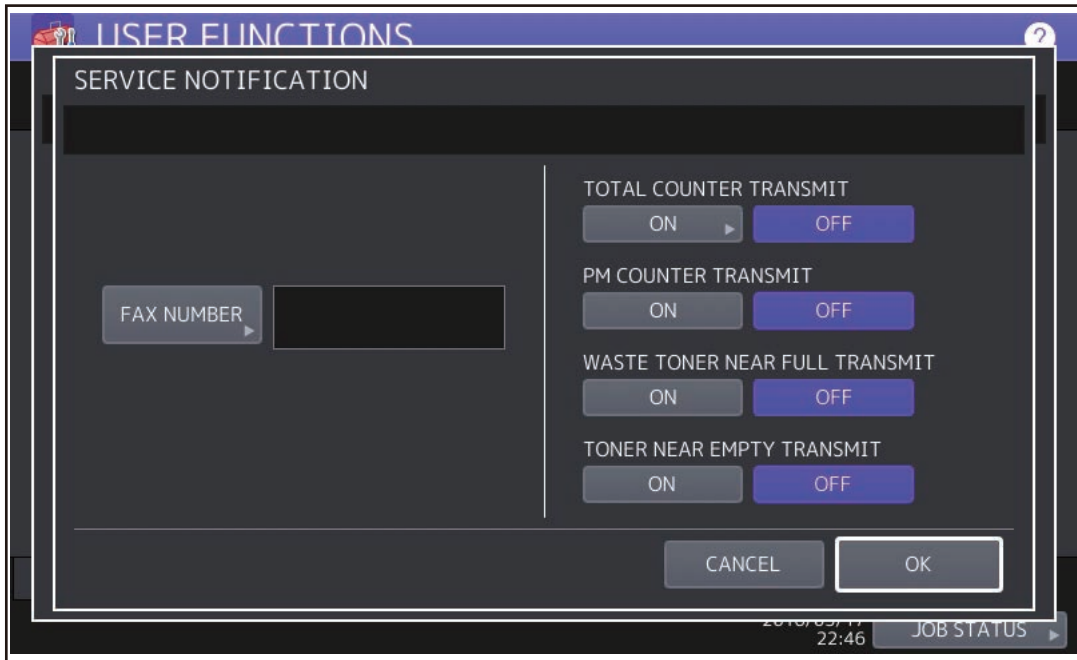 USER FUNCTIONS
?
SERVICE NOTIFICATION
TOTAL COUNTER TRANSMIT
ON OFF
PM COUNTER TRANSMIT
ON OFF
FAX NUMBER
WASTE TONER NEAR FULL TRANSMIT
ON OFF
TONER NEAR EMPTY TRANSMIT
ON OFF
CANCEL OK
22:46 JOB STATUS